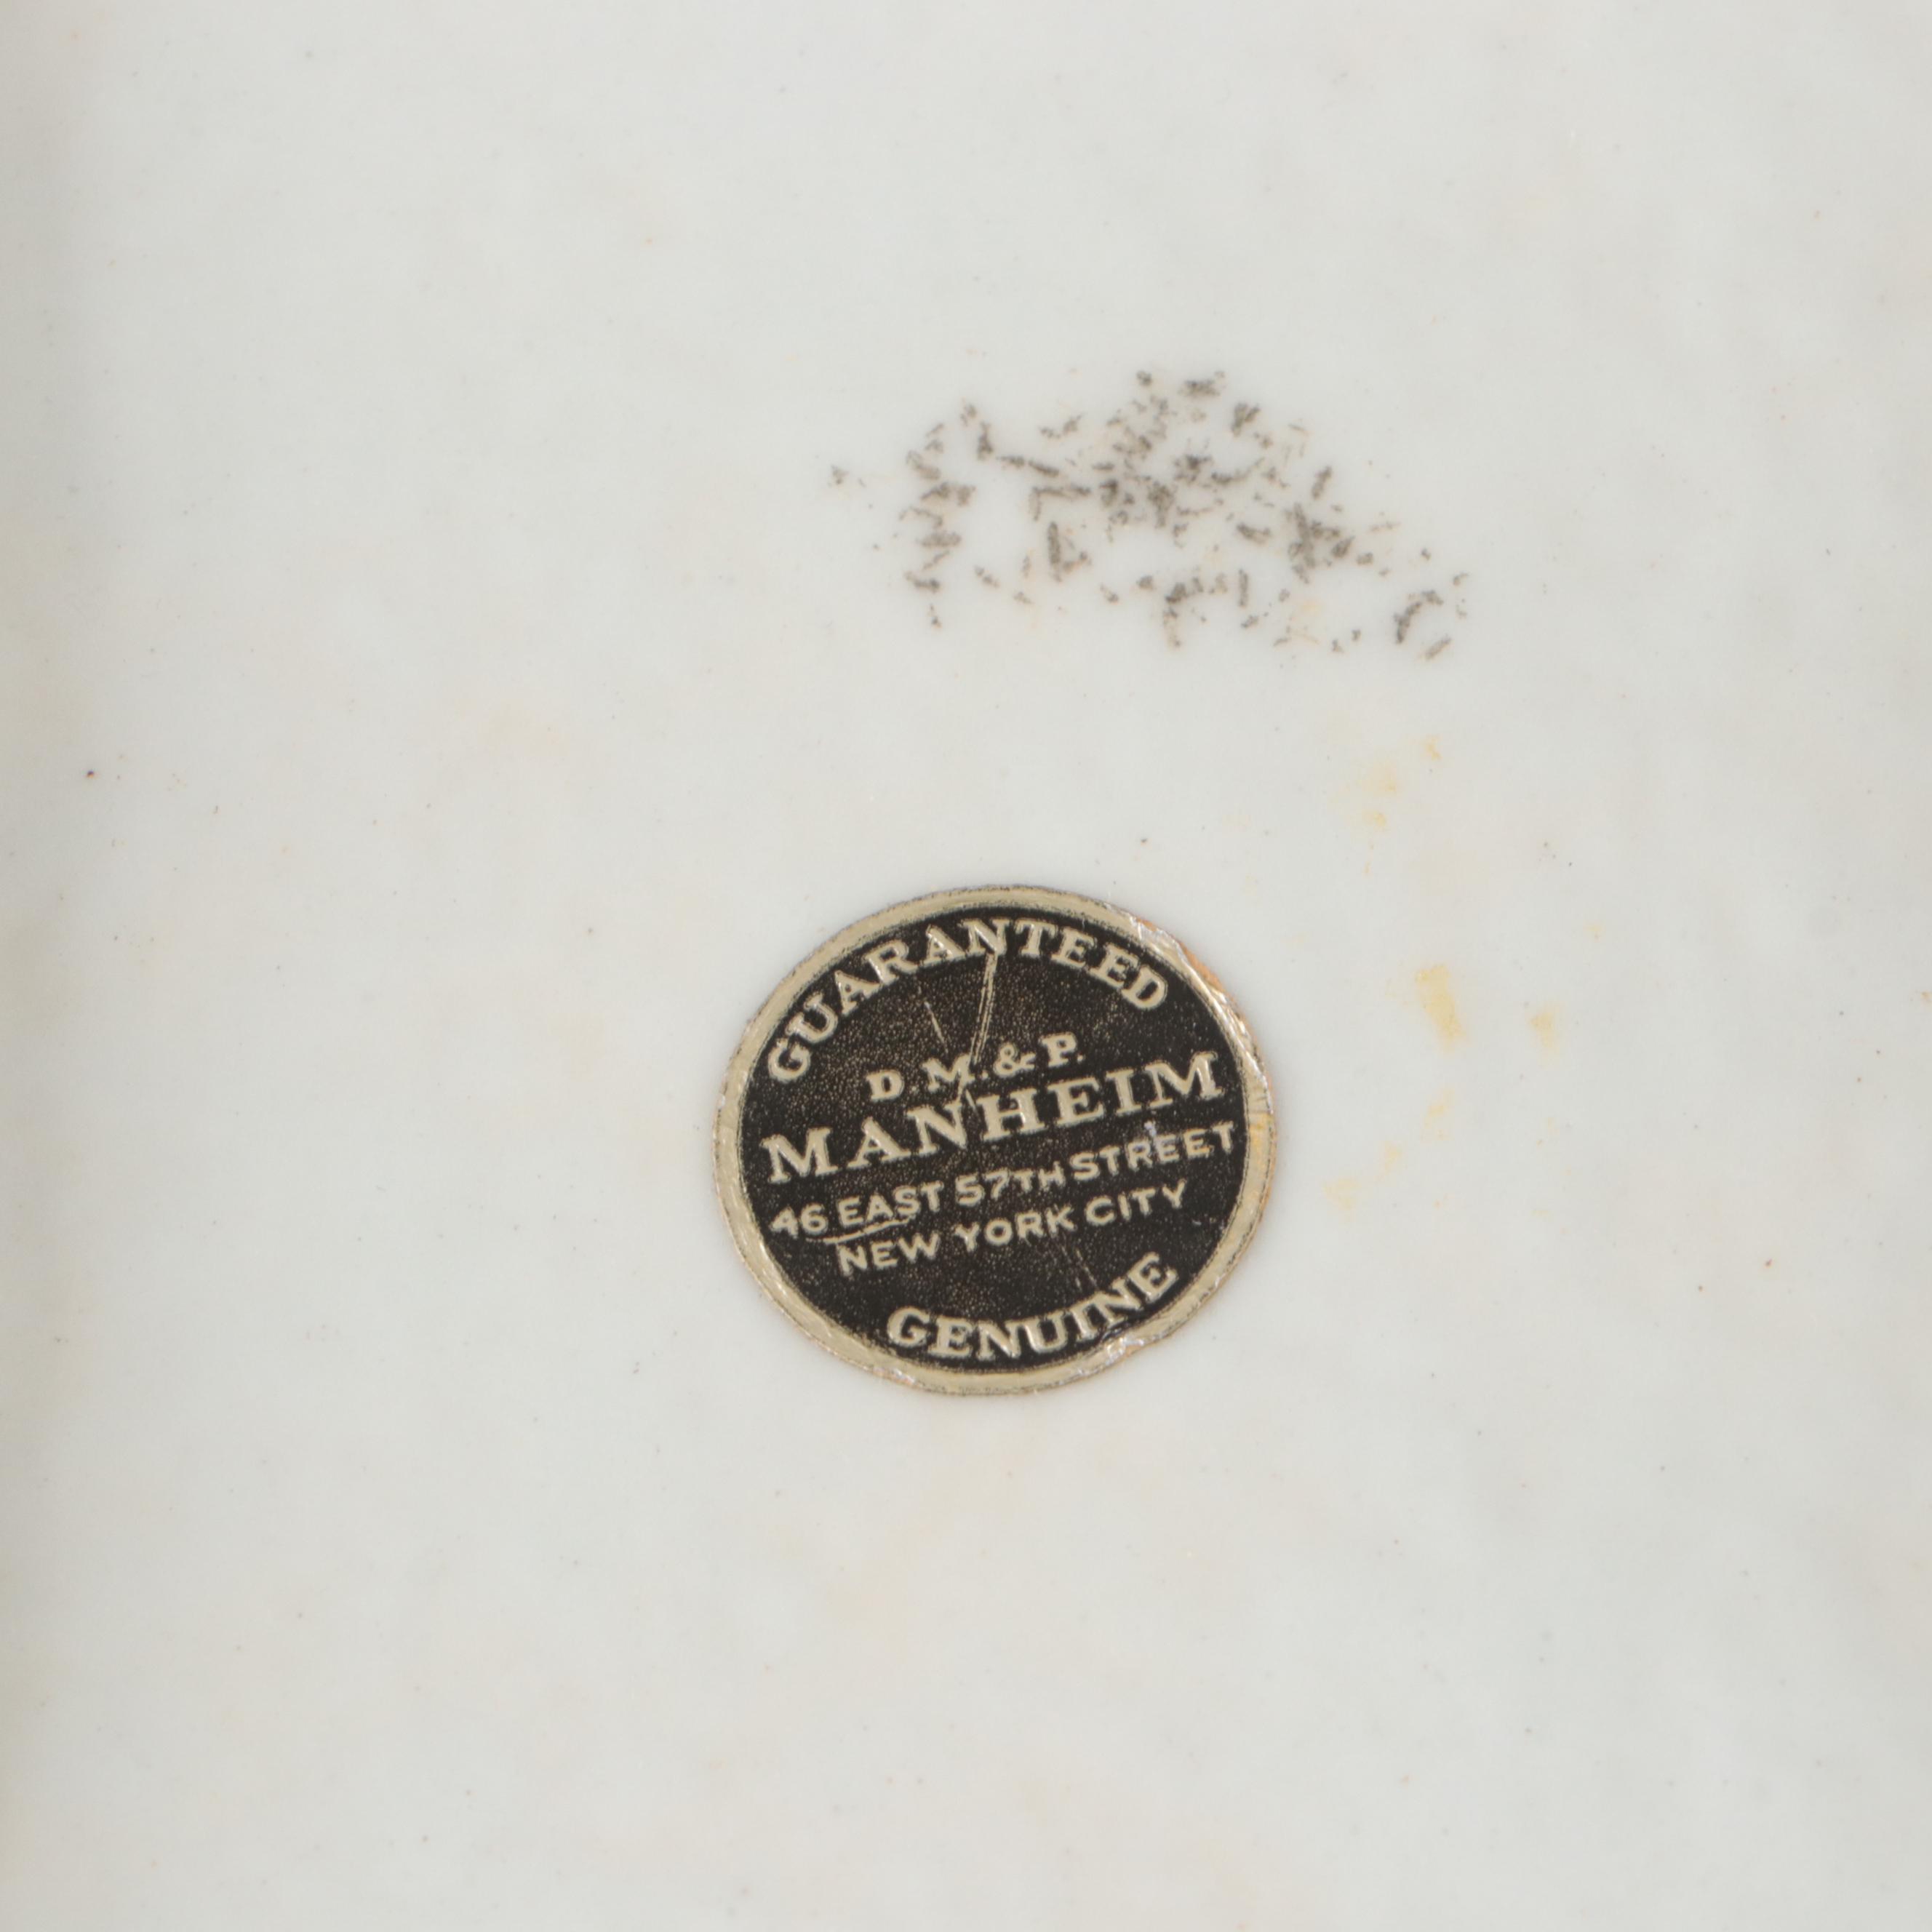 GUARANTEED
D.M.&P.
MANHEIM
46 EAST 57TH STREET
NEW YORK CITY
GENUINE